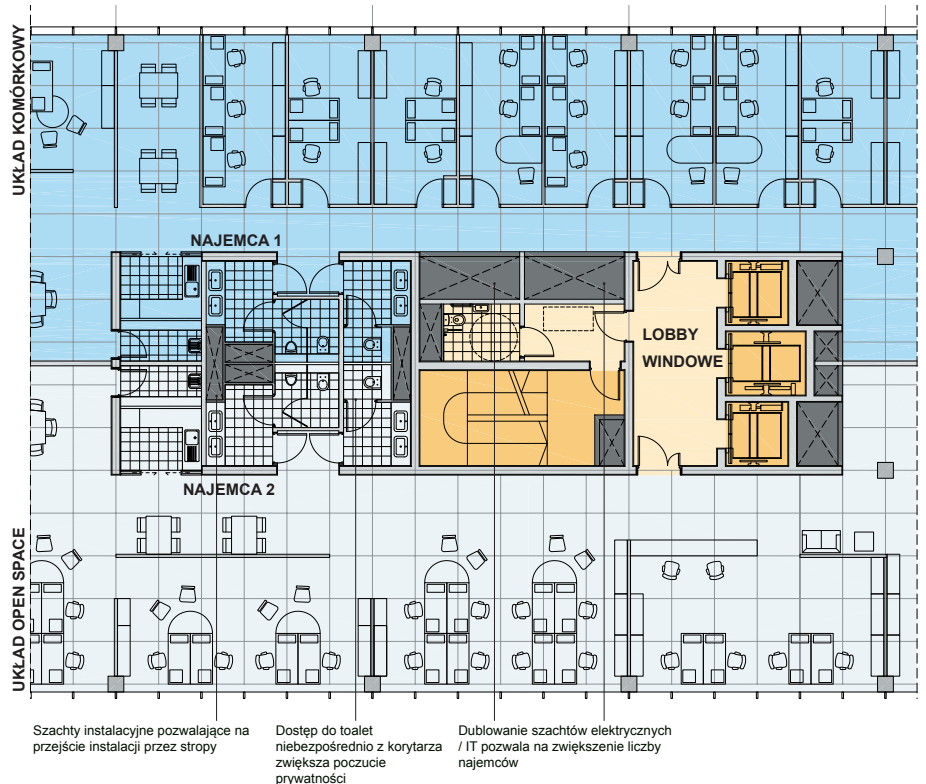 UKŁAD KOMÓRKOWY
NAJEMCA 1
LOBBY
WINDOWE
NAJEMCA 2
UKŁAD OPEN SPACE
Szachty instalacyjne pozwalające na
przejście instalacji przez stropy
Dostęp do toalet
niebezpośrednio z korytarza
zwiększa poczucie
prywatności
Dublowanie szachtów elektrycznych
/ IT pozwala na zwiększenie liczby
najemców